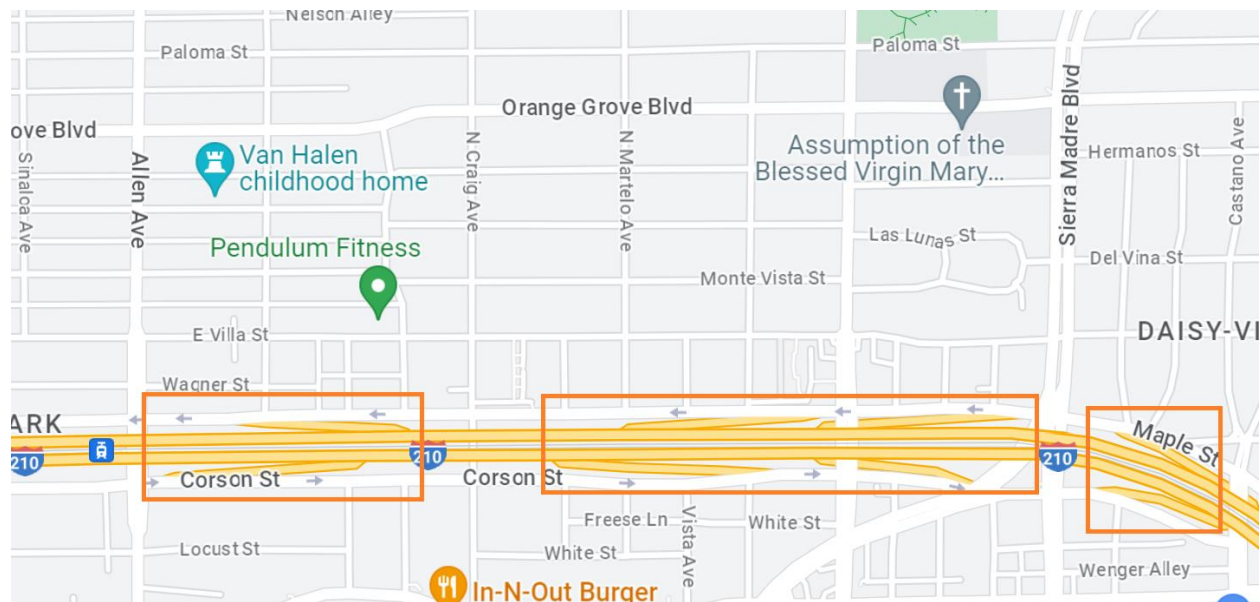 Nelson Alley
Paloma St
Paloma St
Orange Grove Blvd
ove Blvd
Sinaloa Ave
Allen Ave
Van Halen
childhood home
N Craig Ave
N Martelo Ave
Assumption of the
Blessed Virgin Mary...
Sierra Madre Blvd
Hermanos St
Castano Ave
Pendulum Fitness
Las Lunas St
Del Vina St
Monte Vista St
E Villa St
DAISY-VI
Wagner St
ARK
210
210
210
Maple St
Corson St
Corson St
Freese Ln
White St
Vista Ave
Locust St
White St
Wenger Alley
In-N-Out Burger